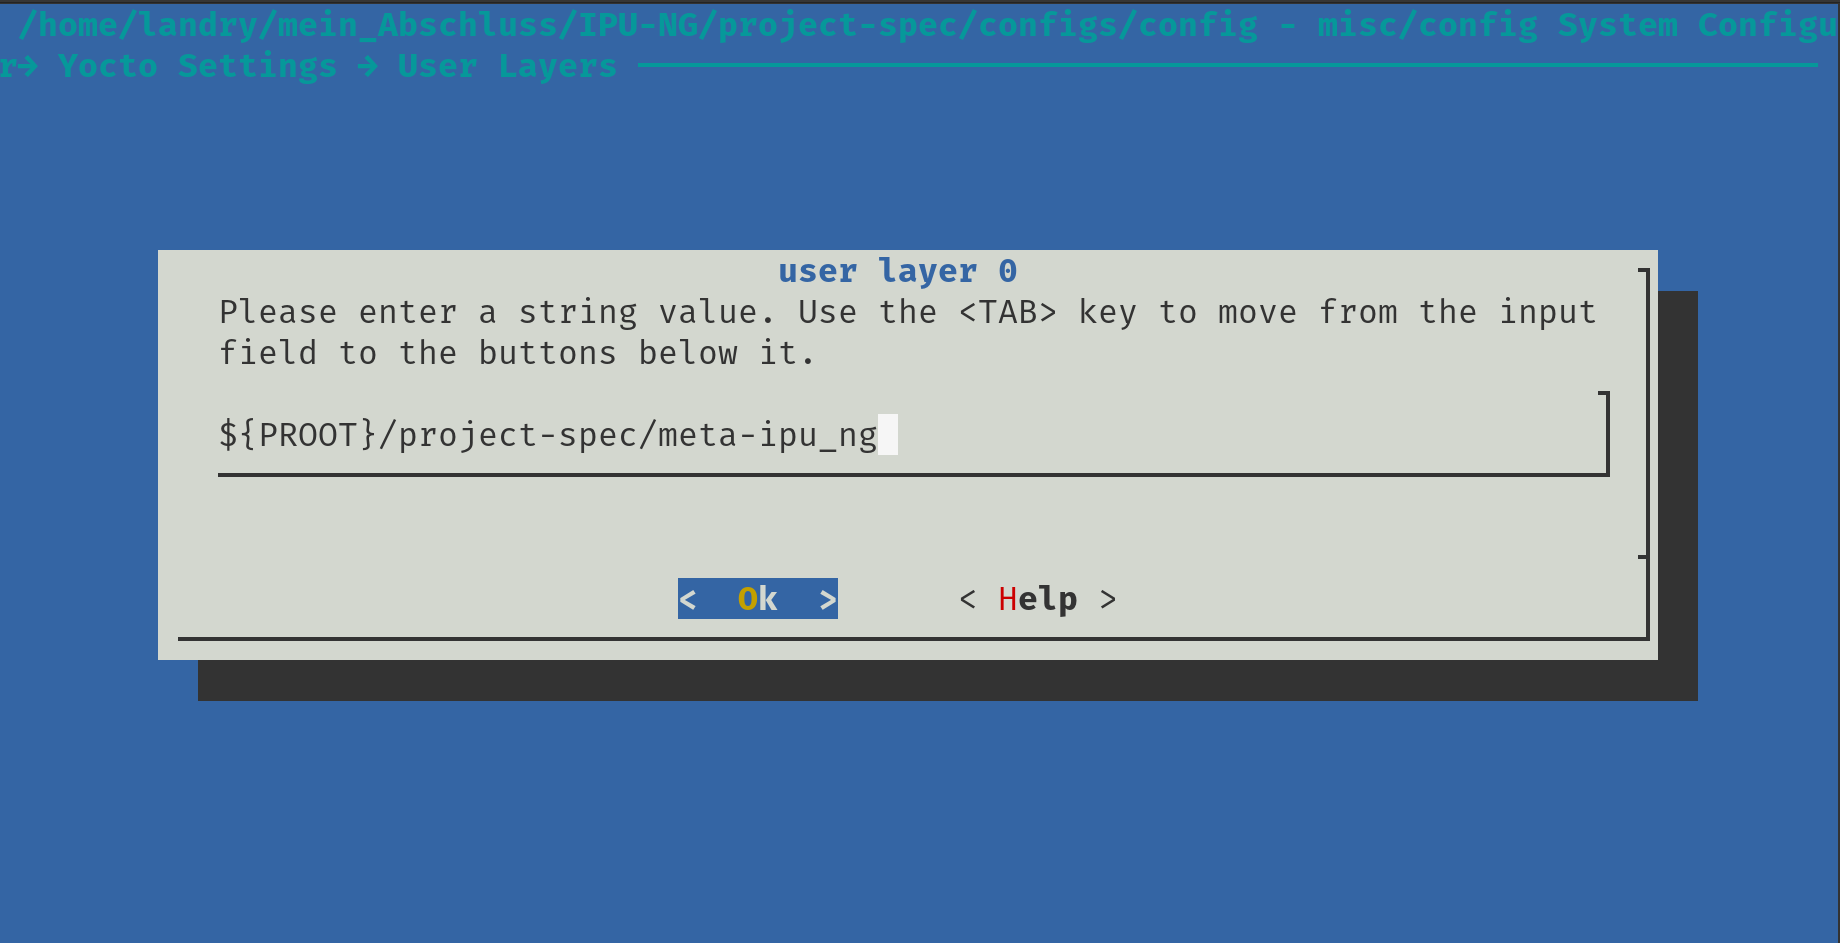 /home/landry/mein_Abschluss/IPU-NG/project-spec/configs/config - misc/config System Configu
r→ Yocto Settings → User Layers
user layer 0
Please enter a string value. Use the <TAB> key to move from the input
field to the buttons below it.
${PROOT}/project-spec/meta-ipu_ng
< Ok > < Help >